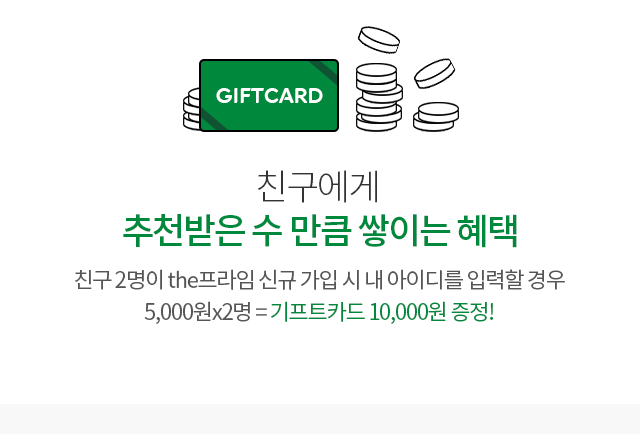 GIFTCARD
친구에게
추천받은 수 만큼 쌓이는 혜택
친구 2명이 the프라임 신규 가입 시 내 아이디를 입력할 경우
5,000원x2명 = 기프트카드 10,000원 증정!